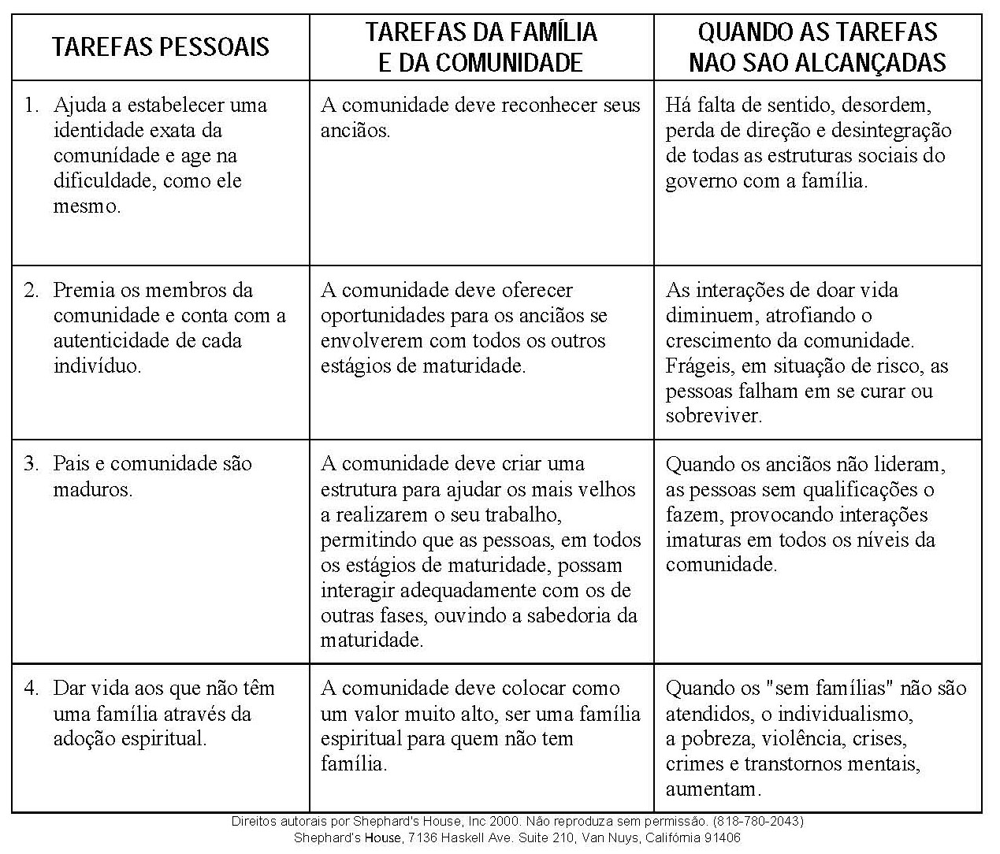 TAREFAS PESSOAIS
TAREFAS DA FAMÍLIA
E DA COMUNIDADE
QUANDO AS TAREFAS
NAO SAO ALCANÇADAS
1. Ajuda a estabelecer uma
identidade exata da
comunídade e age na
dificuldade, como ele
mesmo.
A comunidade deve reconhecer seus
anciãos.
Há falta de sentido, desordem,
perda de direção e desintegração
de todas as estruturas sociais do
governo com a família.
2. Premia os membros da
comunidade e conta com a
autenticidade de cada
indivíduo.
A comunidade deve oferecer
oportunidades para os anciãos se
envolverem com todos os outros
estágios de maturidade.
As interações de doar vida
diminuem, atrofiando o
crescimento da comunidade.
Frágeis, em situação de risco, as
pessoas falham em se curar ou
sobreviver.
3. Pais e comunidade são
maduros.
A comunidade deve criar uma
estrutura para ajudar os mais velhos
a realizarem o seu trabalho,
permitindo que as pessoas, em todos
os estágios de maturidade, possam
interagir adequadamente com os de
outras fases, ouvindo a sabedoria da
maturidade.
Quando os anciãos não lideram,
as pessoas sem qualificações o
fazem, provocando interações
imaturas em todos os níveis da
comunidade.
4. Dar vida aos que não têm
uma família através da
adoção espiritual.
A comunidade deve colocar como
um valor muito alto, ser uma família
espiritual para quem não tem
família.
Quando os "sem famílias" não são
atendidos, o individualismo,
a pobreza, violência, crises,
crimes e transtornos mentais,
aumentam.
Direitos autorais por Shephard's House, Inc 2000. Não reproduza sem permissão. (818-780-2043)
Shephard's House, 7136 Haskell Ave. Suite 210, Van Nuys, Califórnia 91406